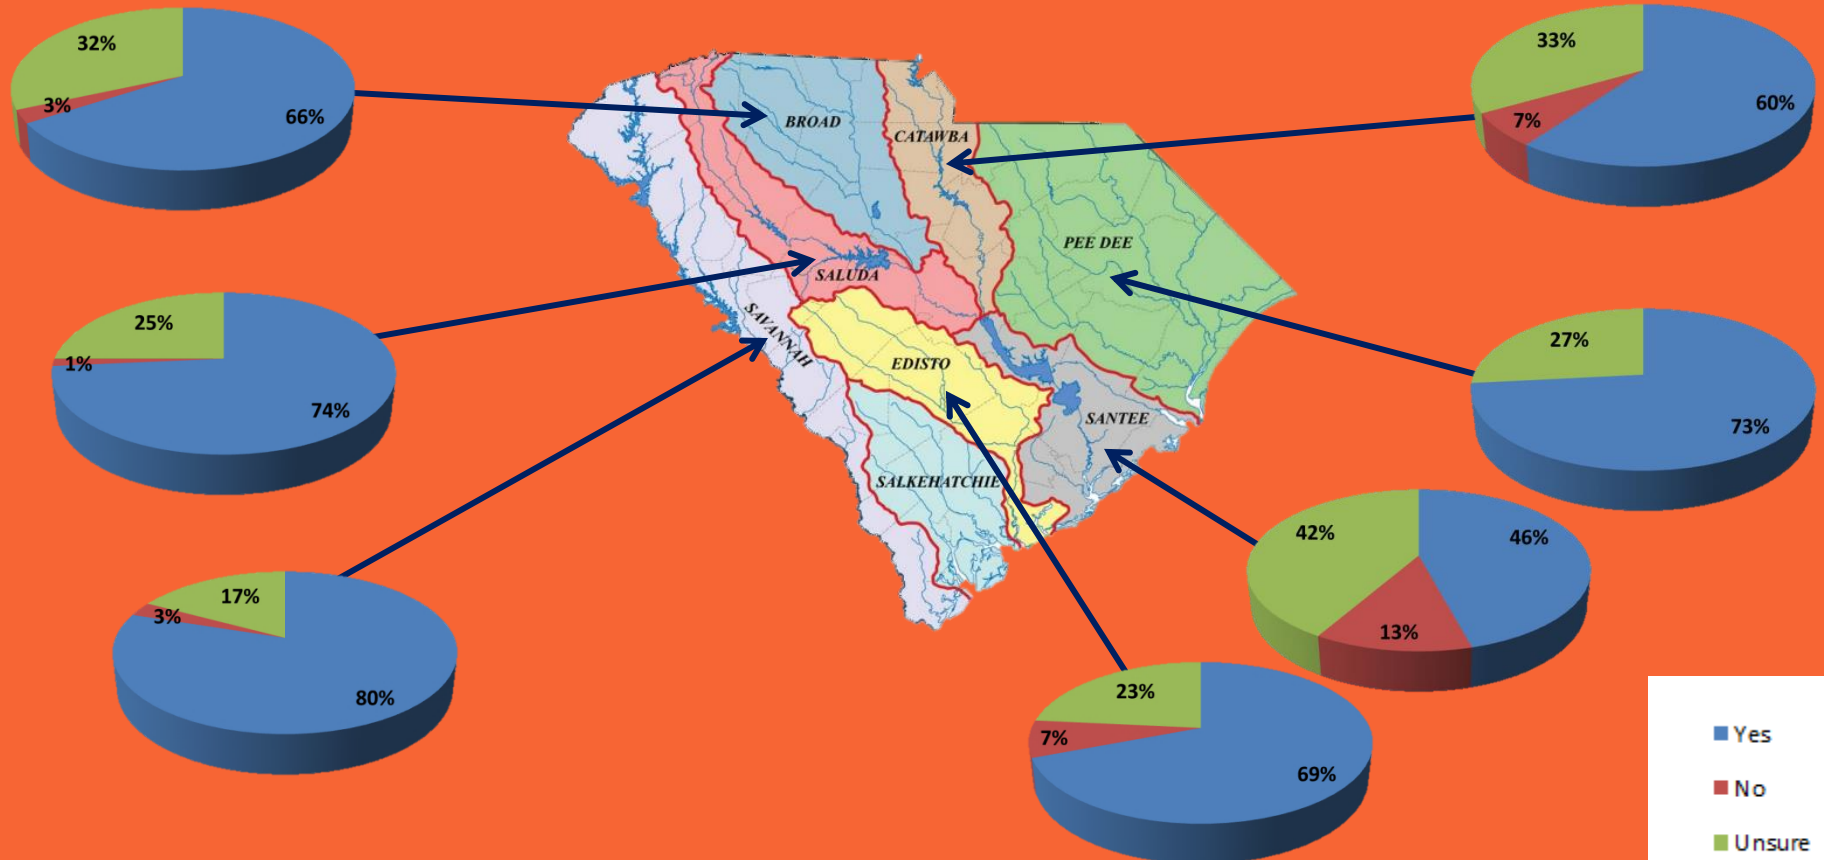 32%
3%
66%
33%
7%
60%
BROAD
CATAWBA
PEE DEE
SALUDA
SAVANNAH
EDISTO
SANTEE
SALKEHATCHIE
25%
1%
74%
27%
73%
17%
3%
80%
42%
46%
13%
23%
7%
69%
Yes
No
Unsure